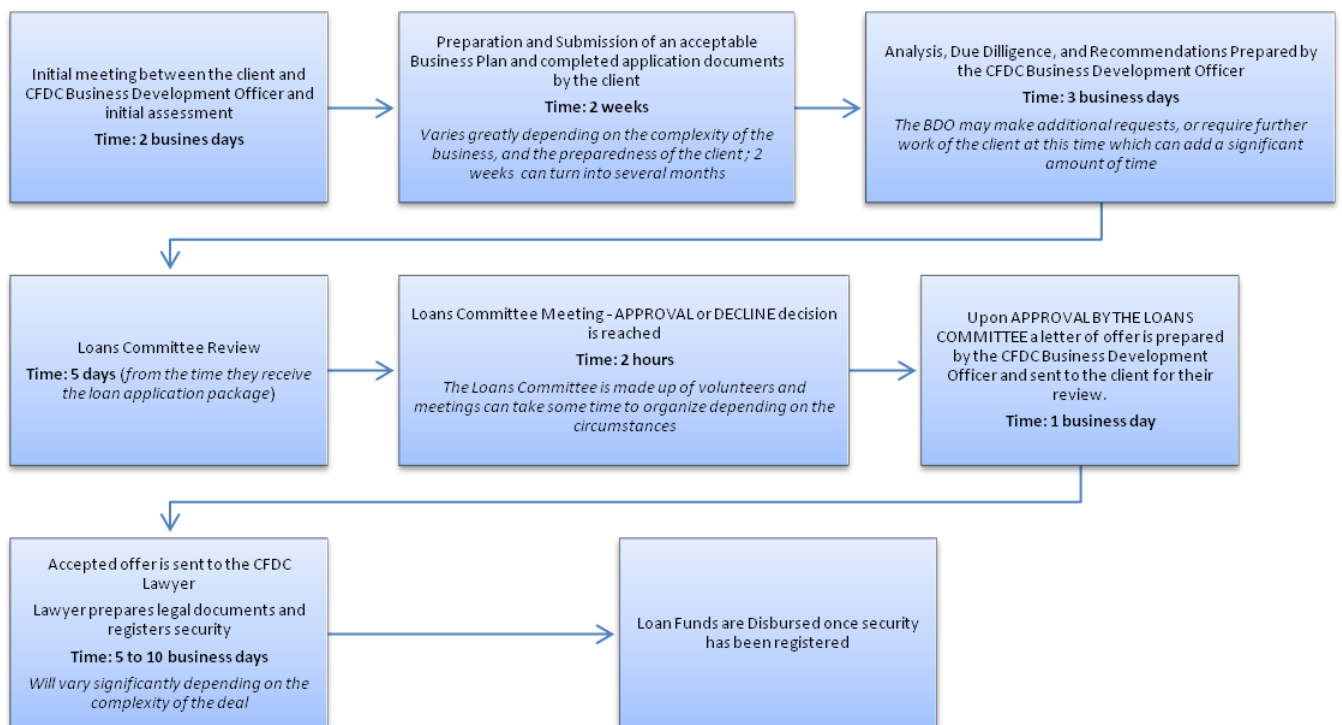 Initial meeting between the client and
CFDC Business Development Officer and
initial assessment
Time: 2 busines days
Preparation and Submission of an acceptable
Business Plan and completed application documents
by the client
Time: 2 weeks
Varies greatly depending on the complexity of the
business, and the preparedness of the client ; 2
weeks can turn into several months
Analysis, Due Dilligence, and Recommendations Prepared by
the CFDC Business Development Officer
Time: 3 business days
The BDO may make additional requests, or require further
work of the client at this time which can add a significant
amount of time
Loans Committee Review
Time: 5 days (from the time they receive
the loan application package)
Loans Committee Meeting - APPROVAL or DECLINE decision
is reached
Time: 2 hours
The Loans Committee is made up of volunteers and
meetings can take some time to organize depending on the
circumstances
Upon APPROVAL BY THE LOANS
COMMITTEE a letter of offer is prepared
by the CFDC Business Development
Officer and sent to the client for their
review.
Time: 1 business day
Accepted offer is sent to the CFDC
Lawyer
Lawyer prepares legal documents and
registers security
Time: 5 to 10 business days
Will vary significantly depending on the
complexity of the deal
Loan Funds are Disbursed once security
has been registered